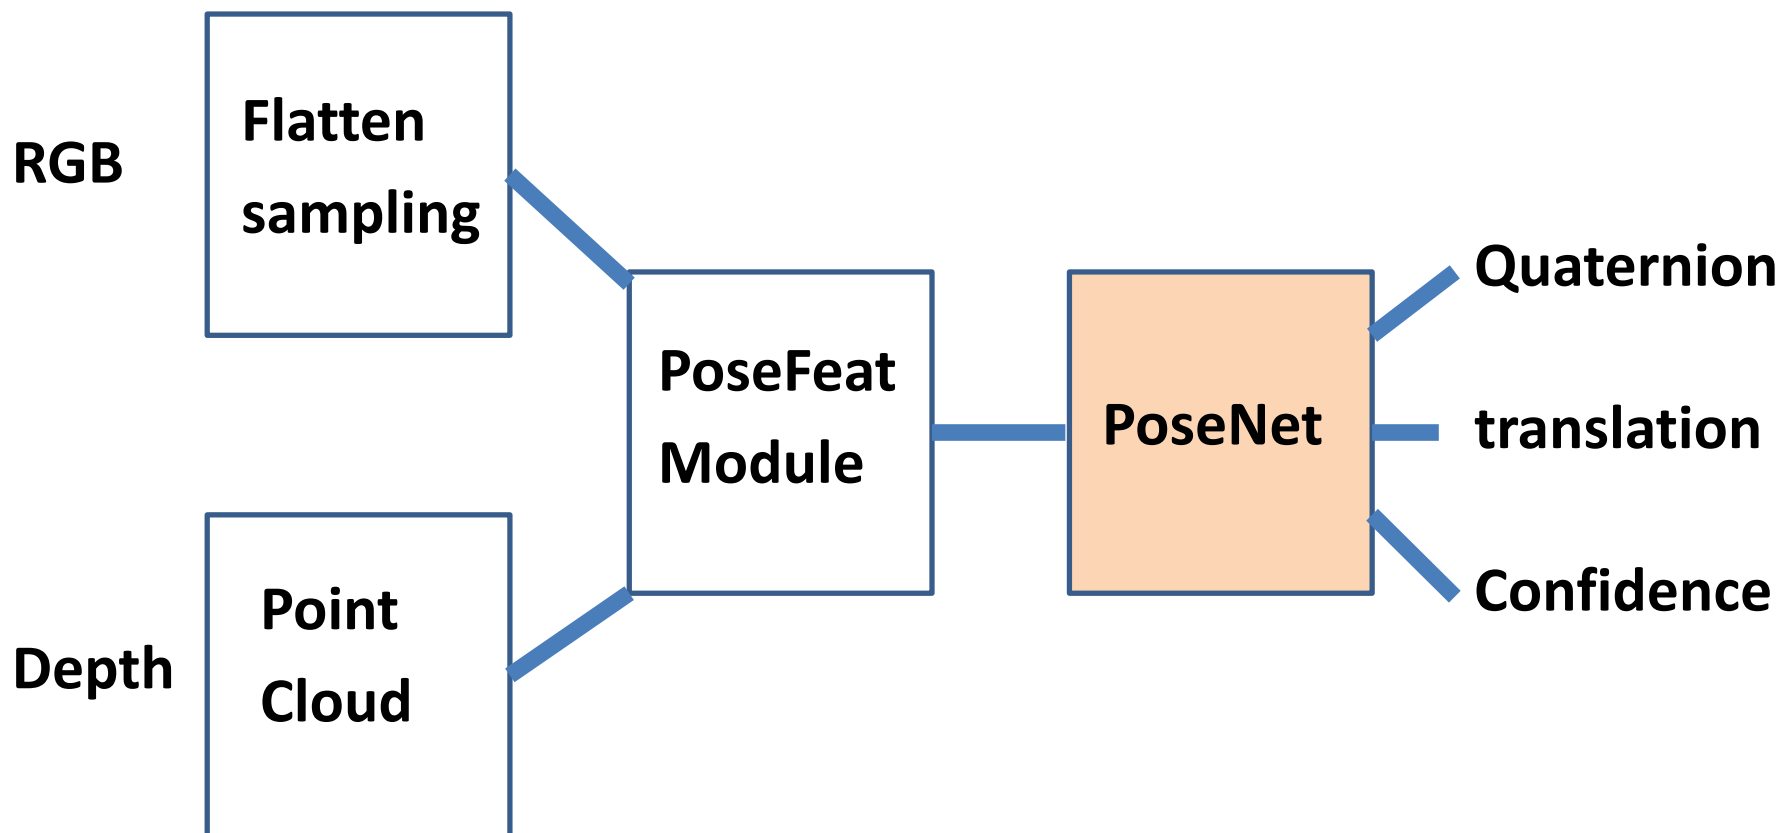 RGB
Flatten
sampling
Depth
Point
Cloud
PoseFeat
Module
PoseNet
Quaternion
translation
Confidence